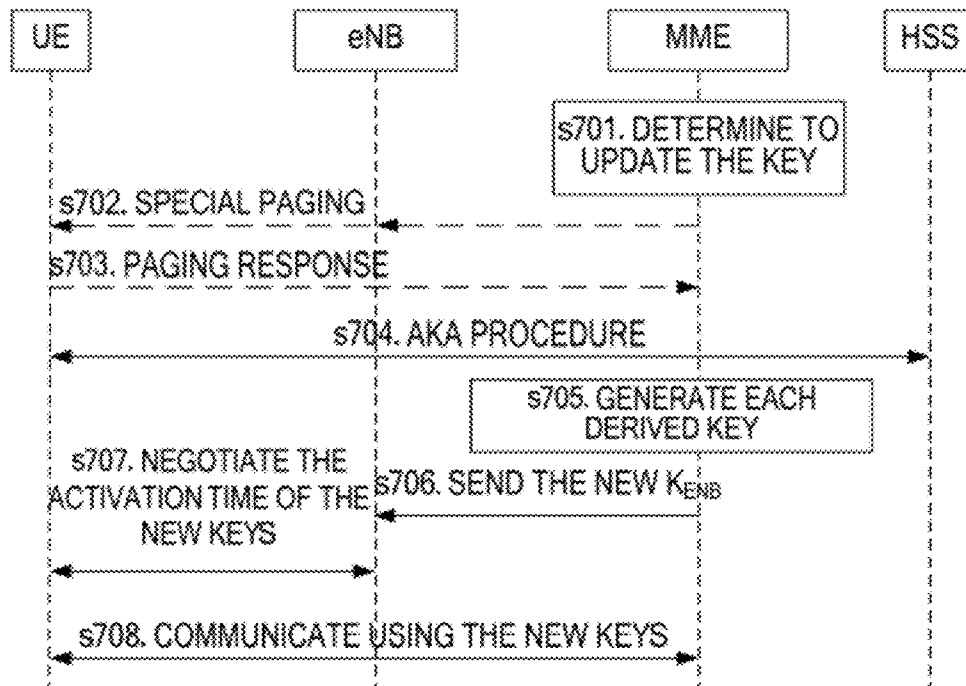 UE
eNB
MME
HSS
s701. DETERMINE TO
UPDATE THE KEY
s702. SPECIAL PAGING
s703. PAGING RESPONSE
s704. AKA PROCEDURE
s705. GENERATE EACH
DERIVED KEY
s706. SEND THE NEW KENB
s707. NEGOTIATE THE
ACTIVATION TIME OF THE
NEW KEYS
s708. COMMUNICATE USING THE NEW KEYS